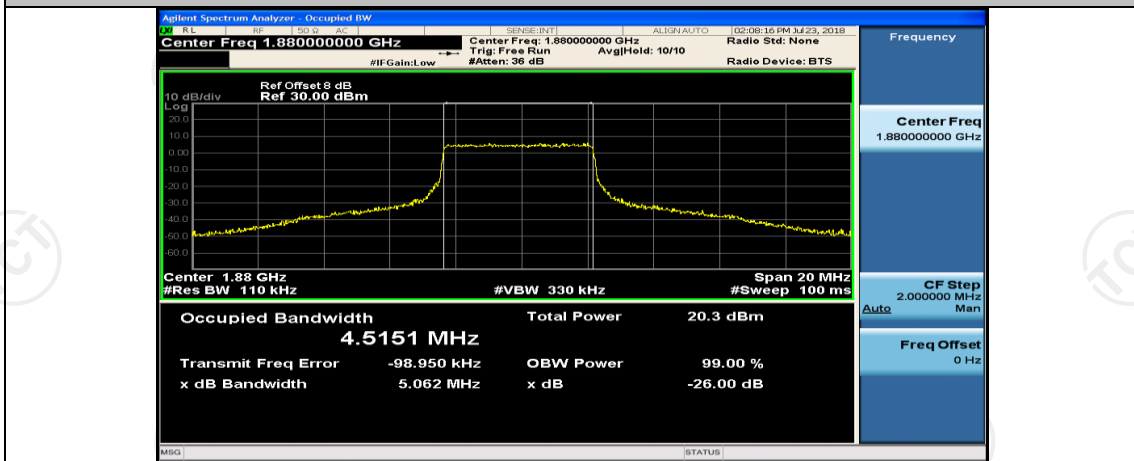 Agilent Spectrum Analyzer - Occupied BW
LXI RL RF 50 Ω AC SENSE:INT ALIGN AUTO 02:08:16 PM Jul 23, 2018
Center Freq 1.880000000 GHz
Center Freq: 1.880000000 GHz
Radio Std: None
Trig: Free Run Avg|Hold: 10/10
#IFGain:Low
#Atten: 36 dB
Radio Device: BTS
Ref Offset 8 dB
10 dB/div Ref 30.00 dBm
Log
20.0
10.0
0.00
-10.0
-20.0
-30.0
-40.0
-50.0
-60.0
Center 1.88 GHz Span 20 MHz
#Res BW 110 kHz #VBW 330 kHz #Sweep 100 ms
Occupied Bandwidth Total Power 20.3 dBm
4.5151 MHz
Transmit Freq Error -98.950 kHz OBW Power 99.00 %
x dB Bandwidth 5.062 MHz x dB -26.00 dB
MSG STATUS
Frequency
Center Freq
1.880000000 GHz
CF Step
2.000000 MHz
Auto Man
Freq Offset
0 Hz